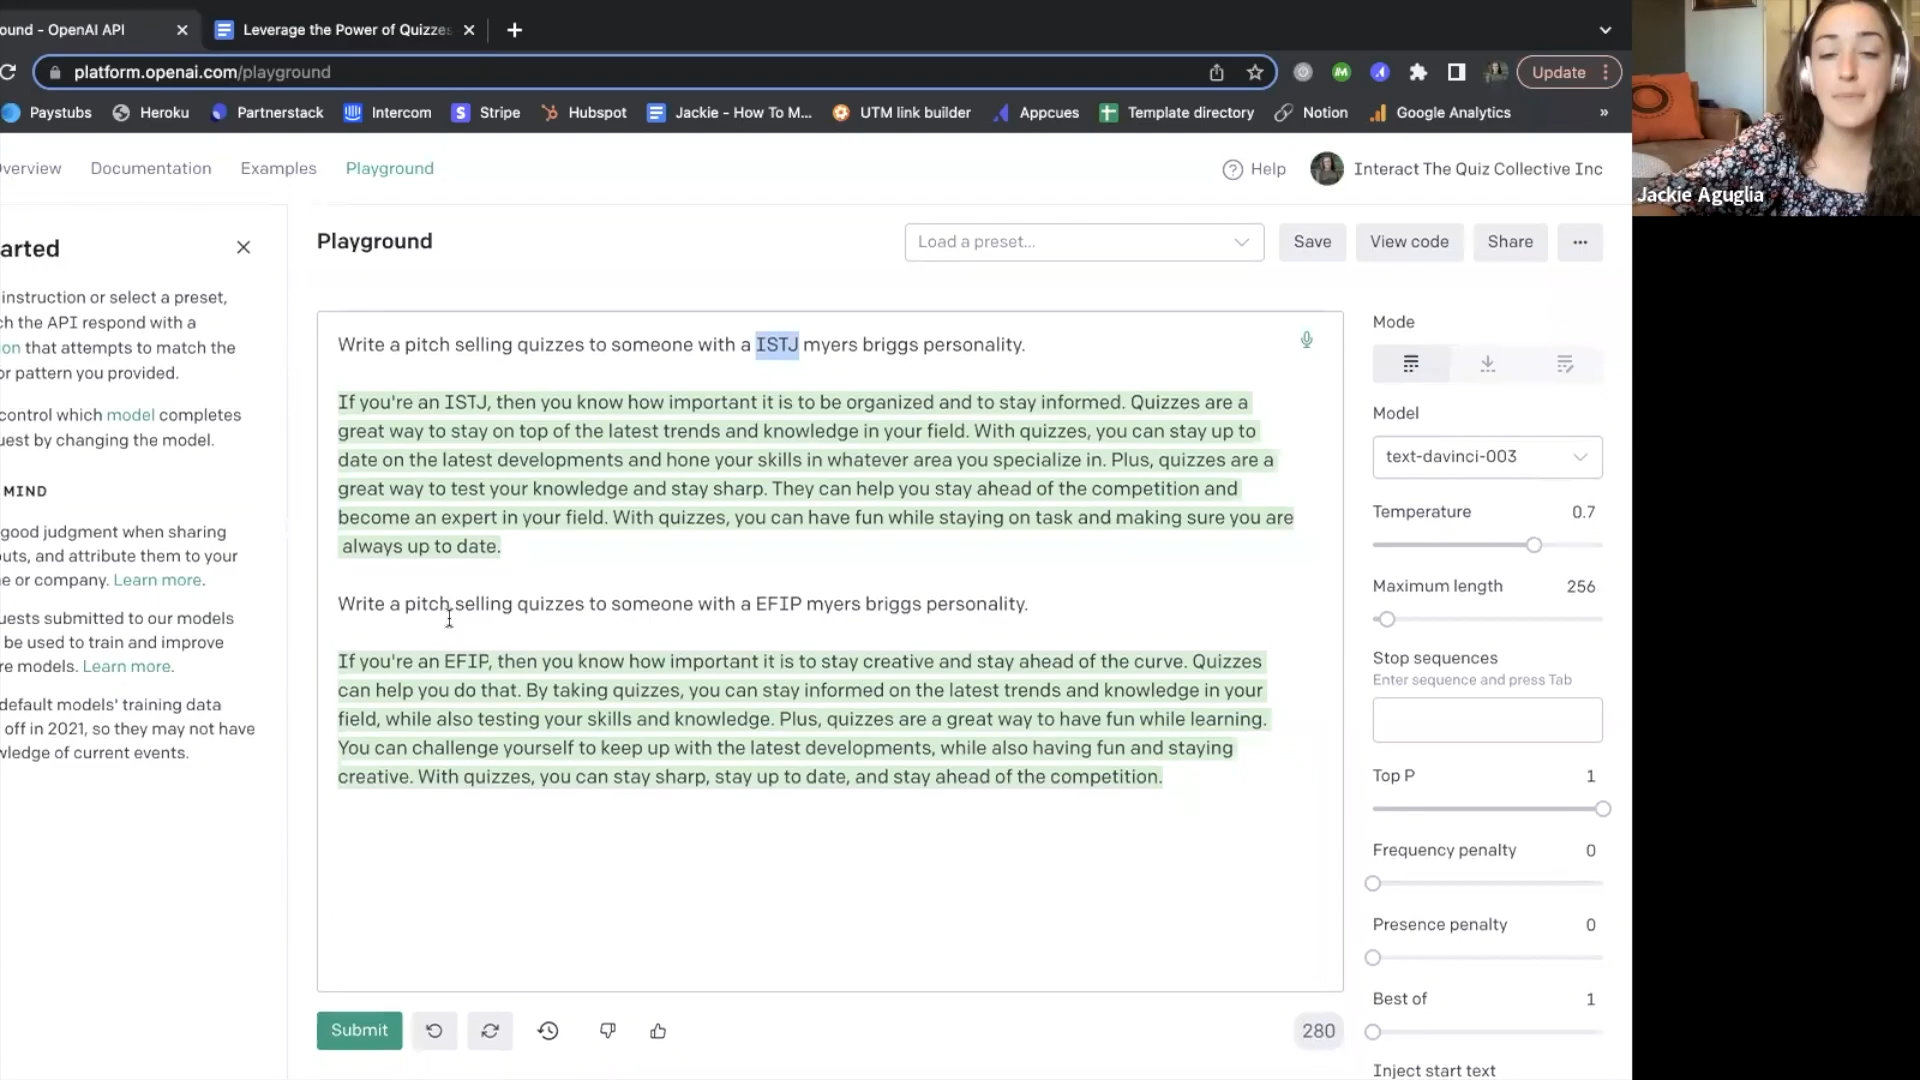 ound - OpenAI API
Leverage the Power of Quizzes
platform.openai.com/playground
Update
Paystubs
Heroku
Partnerstack
Intercom
Stripe
Hubspot
Jackie - How To M...
UTM link builder
Appcues
Template directory
Notion
Google Analytics
»
verview
Documentation
Examples
Playground
Help
Interact The Quiz Collective Inc
Jackie Aguglia
arted
instruction or select a preset,
ch the API respond with a
on that attempts to match the
or pattern you provided.
control which model completes
uest by changing the model.
MIND
good judgment when sharing
uts, and attribute them to your
e or company. Learn more.
uests submitted to our models
be used to train and improve
re models. Learn more.
default models' training data
off in 2021, so they may not have
wledge of current events.
Playground
Load a preset...
Save
View code
Share
...
Write a pitch selling quizzes to someone with a ISTJ myers briggs personality.
If you're an ISTJ, then you know how important it is to be organized and to stay informed. Quizzes are a
great way to stay on top of the latest trends and knowledge in your field. With quizzes, you can stay up to
date on the latest developments and hone your skills in whatever area you specialize in. Plus, quizzes are a
great way to test your knowledge and stay sharp. They can help you stay ahead of the competition and
become an expert in your field. With quizzes, you can have fun while staying on task and making sure you are
always up to date.
Write a pitch selling quizzes to someone with a EFIP myers briggs personality.
If you're an EFIP, then you know how important it is to stay creative and stay ahead of the curve. Quizzes
can help you do that. By taking quizzes, you can stay informed on the latest trends and knowledge in your
field, while also testing your skills and knowledge. Plus, quizzes are a great way to have fun while learning.
You can challenge yourself to keep up with the latest developments, while also having fun and staying
creative. With quizzes, you can stay sharp, stay up to date, and stay ahead of the competition.
Submit
280
Mode
Model
text-davinci-003
Temperature 0.7
Maximum length 256
Stop sequences
Enter sequence and press Tab
Top P 1
Frequency penalty 0
Presence penalty 0
Best of 1
Inject start text